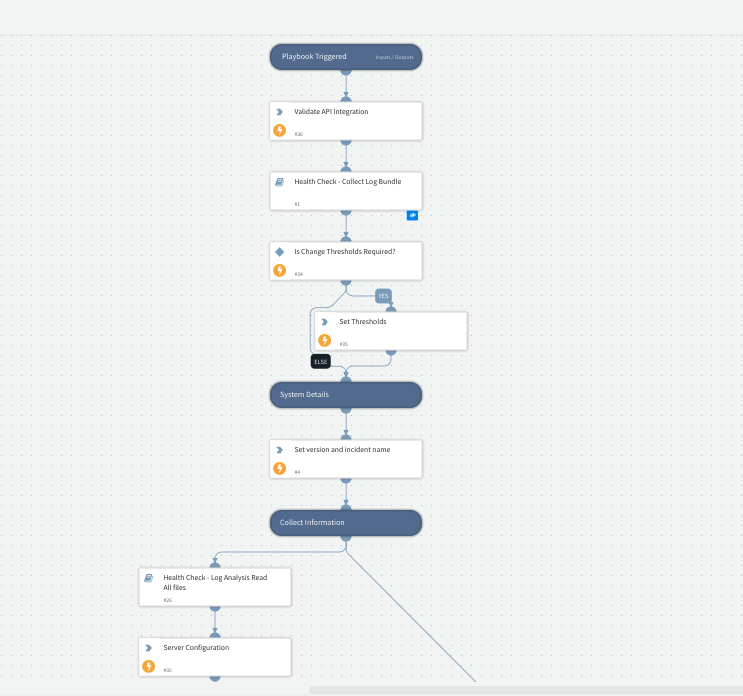 Playbook Triggered
Inputs / Outputs
Validate API Integration
#36
Health Check - Collect Log Bundle
#1
Is Change Thresholds Required?
#34
YES
Set Thresholds
#35
ELSE
System Details
Set version and incident name
#4
Collect Information
Health Check - Log Analysis Read
All files
#26
Server Configuration
#30